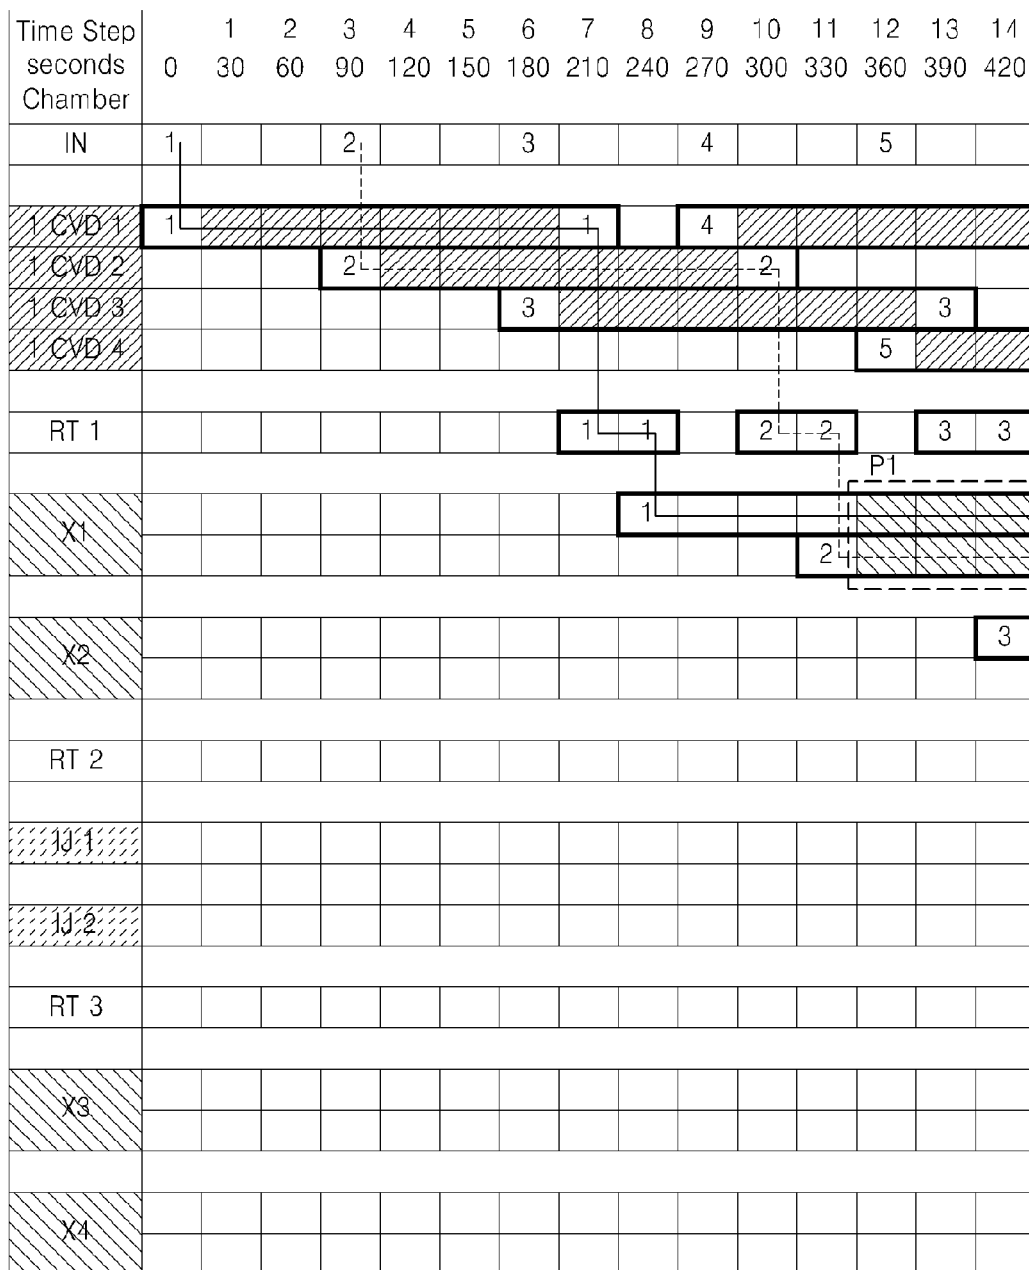 Time Step 1 2 3 4 5 6 7 8 9 10 11 12 13 14
seconds 0 30 60 90 120 150 180 210 240 270 300 330 360 390 420
Chamber
IN 1 2 3 4 5
1 CVD 1 1 1 4
1 CVD 2 2 2
1 CVD 3 3 3
1 CVD 4 5
RT 1 1 1 2 2 3 3
P1
X1 1
2
X2 3
RT 2
IJ 1
IJ 2
RT 3
X3
X4